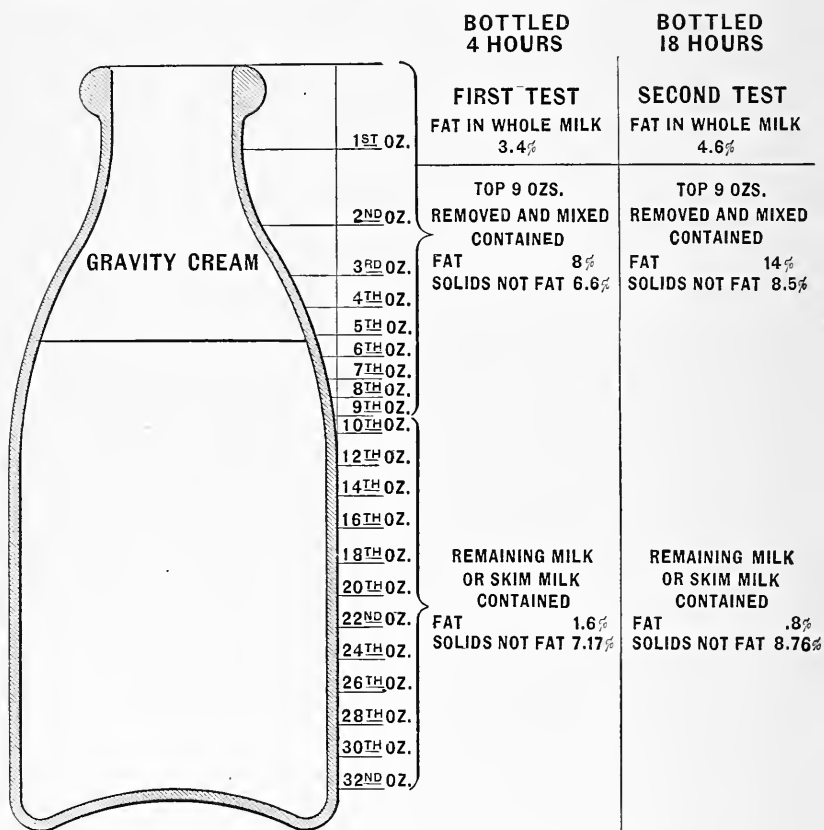 BOTTLED
4 HOURS
BOTTLED
18 HOURS
FIRST TEST
FAT IN WHOLE MILK
3.4%
SECOND TEST
FAT IN WHOLE MILK
4.6%
1ST OZ.
2ND OZ.
3RD OZ.
4TH OZ.
5TH OZ.
6TH OZ.
7TH OZ.
8TH OZ.
9TH OZ.
10TH OZ.
12TH OZ.
14TH OZ.
16TH OZ.
18TH OZ.
20TH OZ.
22ND OZ.
24TH OZ.
26TH OZ.
28TH OZ.
30TH OZ.
32ND OZ.
GRAVITY CREAM
TOP 9 OZS.
REMOVED AND MIXED
CONTAINED
FAT 8%
SOLIDS NOT FAT 6.6%
TOP 9 OZS.
REMOVED AND MIXED
CONTAINED
FAT 14%
SOLIDS NOT FAT 8.5%
REMAINING MILK
OR SKIM MILK
CONTAINED
FAT 1.6%
SOLIDS NOT FAT 7.17%
REMAINING MILK
OR SKIM MILK
CONTAINED
FAT .8%
SOLIDS NOT FAT 8.76%